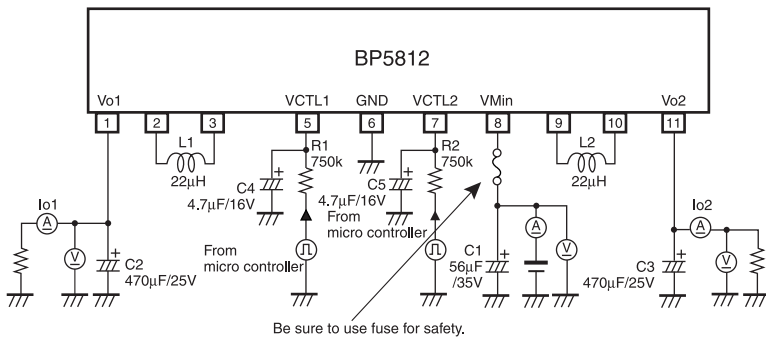 BP5812
Vo1
VCTL1
GND
VCTL2
VMin
Vo2
1
2
3
5
6
7
8
9
10
11
L1
22μH
R1
750k
R2
750k
L2
22μH
C4
4.7μF/16V
C5
4.7μF/16V
From
micro controller
From
micro controller
Io1
A
V
C2
470μF/25V
C1
56μF
/35V
A
V
C3
470μF/25V
Io2
A
V
Be sure to use fuse for safety.